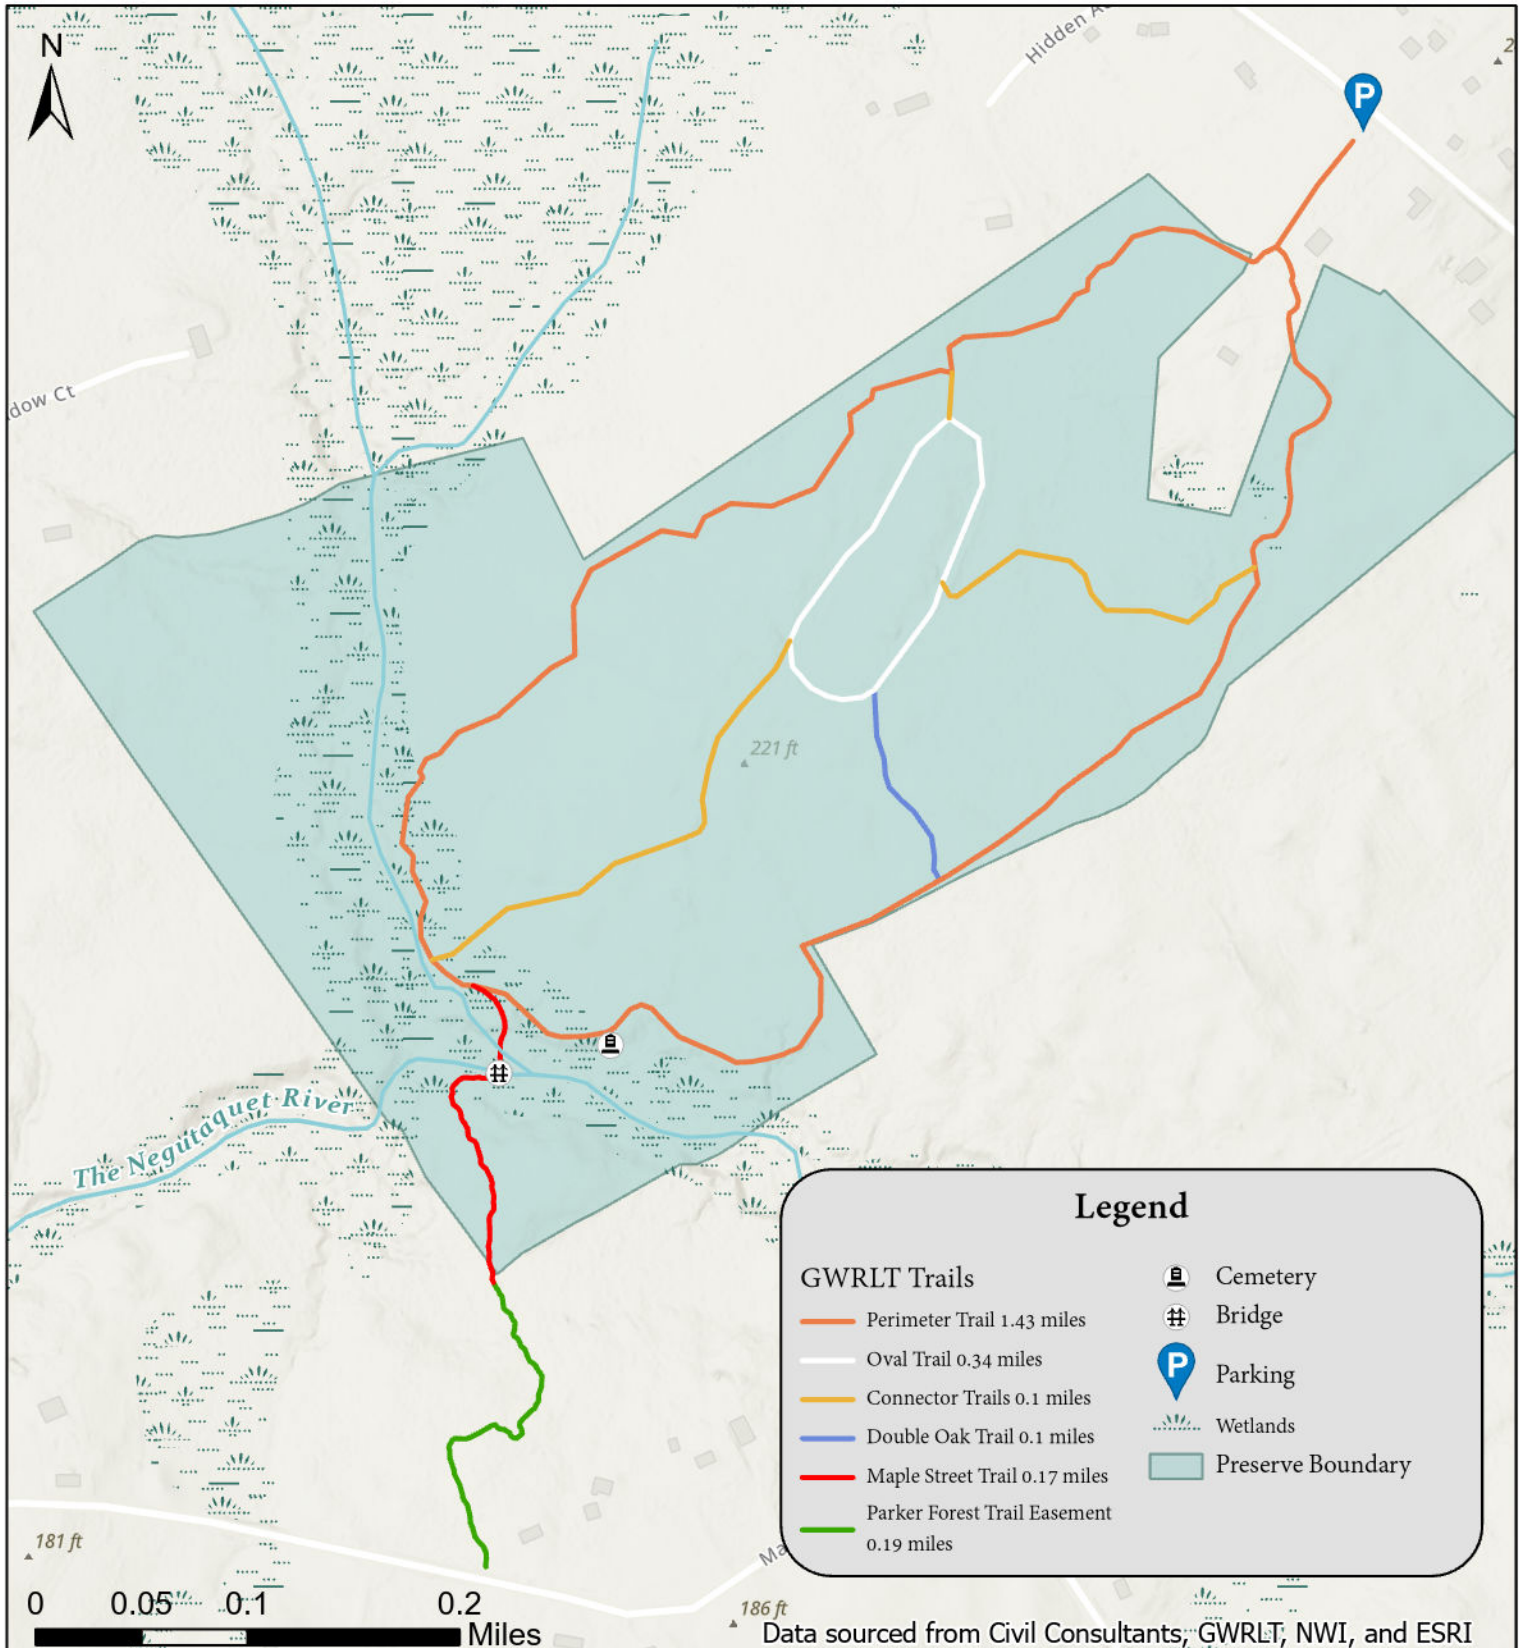 N
Hidden
2
P
dow Ct
221 ft
The Negutaquet River
Legend
GWRLT Trails
Perimeter Trail 1.43 miles
Oval Trail 0.34 miles
Connector Trails 0.1 miles
Double Oak Trail 0.1 miles
Maple Street Trail 0.17 miles
Parker Forest Trail Easement
0.19 miles
Cemetery
Bridge
P
Parking
Wetlands
Preserve Boundary
181 ft
Ma
186 ft
0 0.05 0.1 0.2
Miles
Data sourced from Civil Consultants, GWRLT, NWI, and ESRI